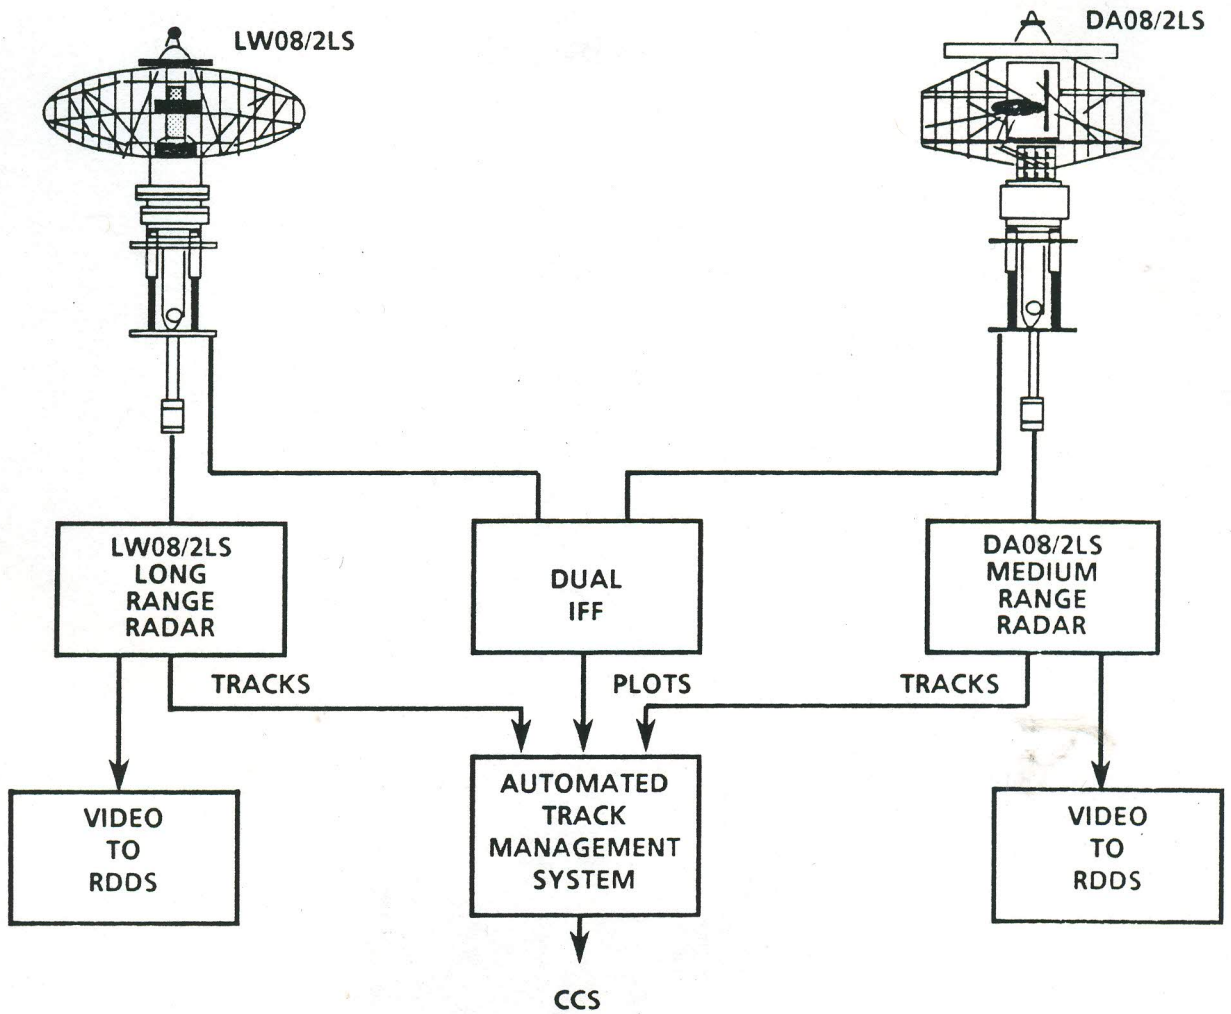 LW08/2LS
DA08/2LS
LW08/2LS
LONG
RANGE
RADAR
DUAL
IFF
DA08/2LS
MEDIUM
RANGE
RADAR
TRACKS
PLOTS
TRACKS
VIDEO
TO
RDDS
AUTOMATED
TRACK
MANAGEMENT
SYSTEM
VIDEO
TO
RDDS
CCS